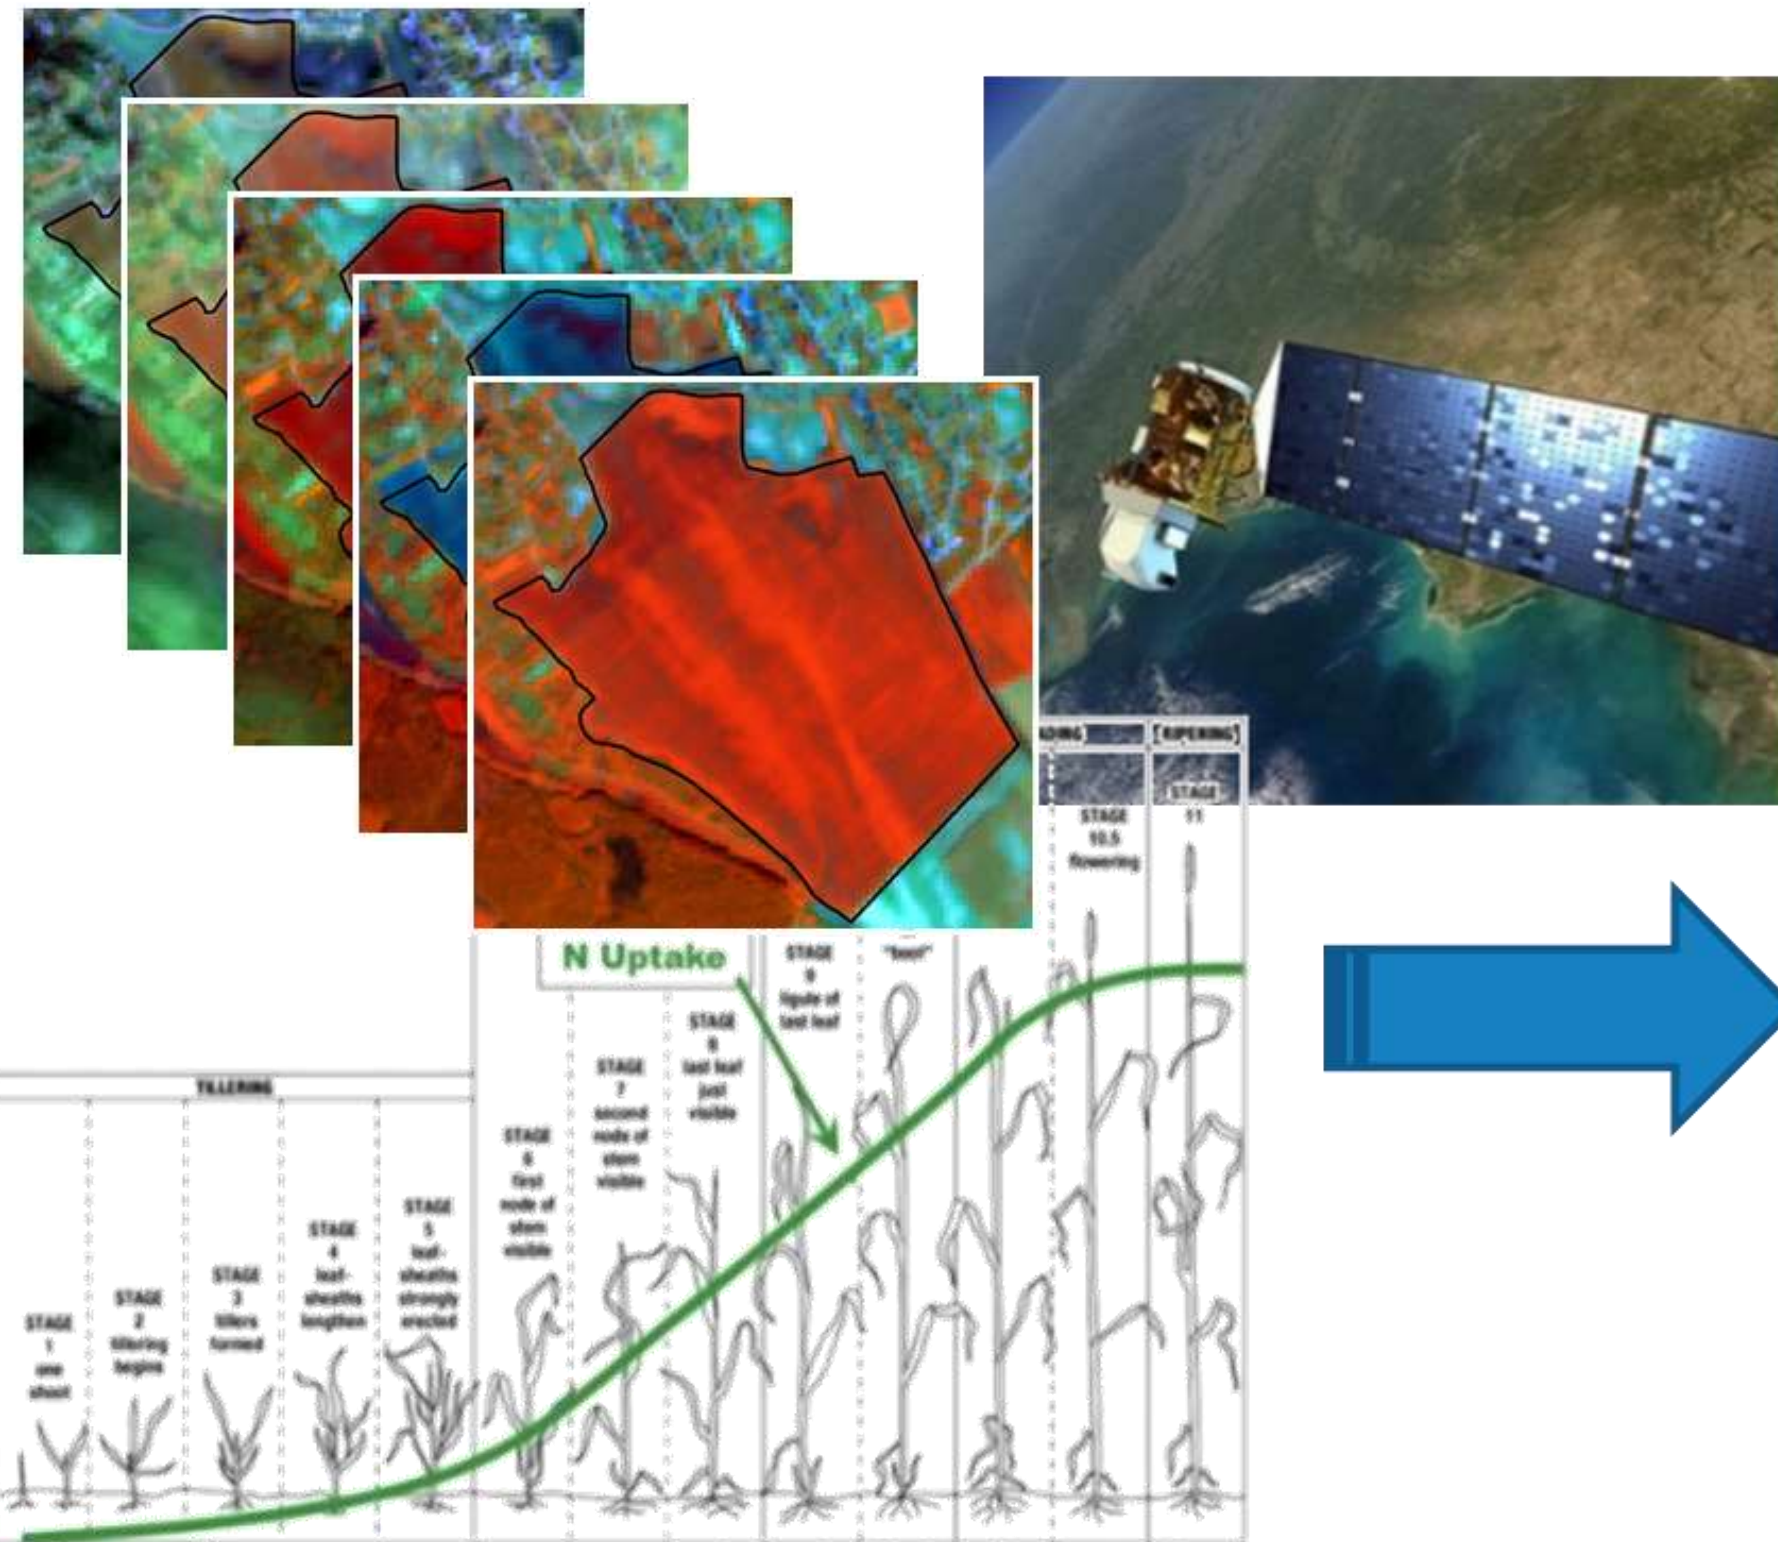 [RIPENING]
STAGE
11
STAGE
10.5
flowering
N Uptake
STAGE
9
ligule of
last leaf
"boot"
STAGE
8
last leaf
just
visible
STAGE
7
second
node of
stem
visible
TILLERING
STAGE
6
first
node of
stem
visible
STAGE
5
leaf-
sheaths
strongly
erected
STAGE
4
leaf-
sheaths
lengthen
STAGE
3
tillers
formed
STAGE
2
tillering
begins
STAGE
1
one
shoot